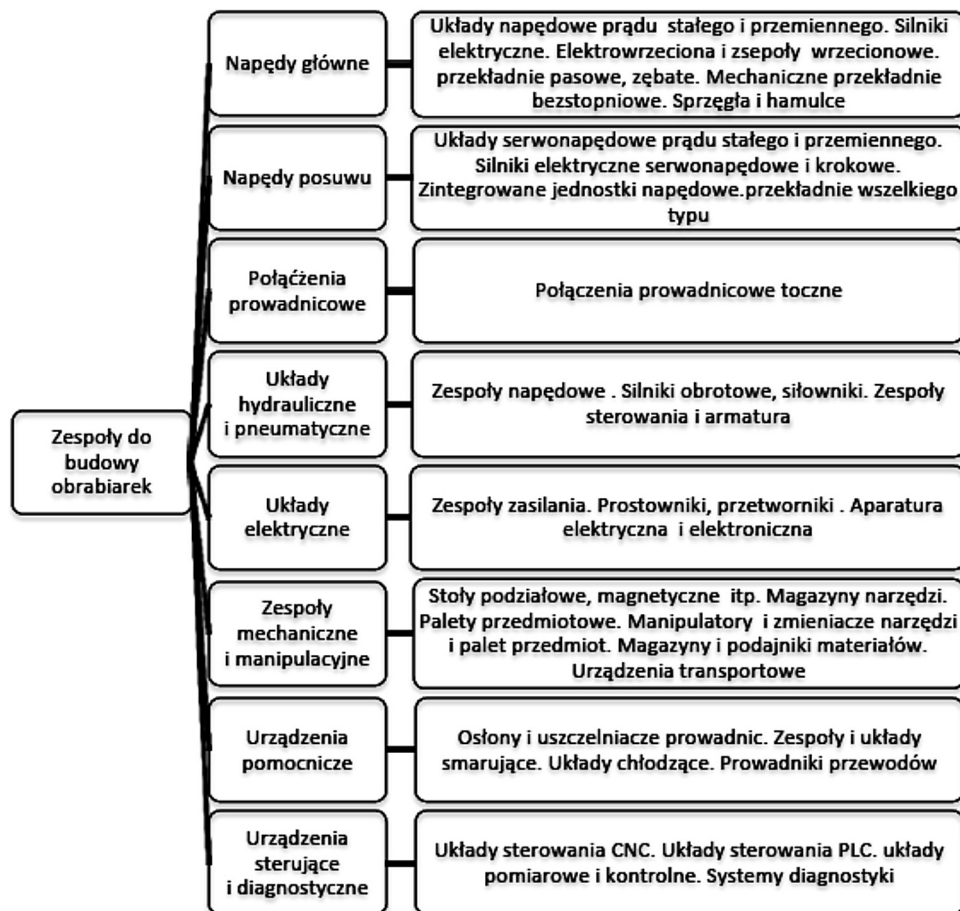 Napędy główne
Układy napędowe prądu stałego i przemiennego. Silniki
elektryczne. Elektrowrzeciona i zsepoły wrzecionowe.
przekładnie pasowe, zębate. Mechaniczne przekładnie
bezstopniowe. Sprzęgła i hamulce
Napędy posuwu
Układy serwonapędowe prądu stałego i przemiennego.
Silniki elektryczne serwonapędowe i krokowe.
Zintegrowane jednostki napędowe.przekładnie wszelkiego
typu
Połąćżenia
prowadnicowe
Połączenia prowadnicowe toczne
Układy
hydrauliczne
i pneumatyczne
Zespoły napędowe . Silniki obrotowe, siłowniki. Zespoły
sterowania i armatura
Zespoły do
budowy
obrabiarek
Układy
elektryczne
Zespoły zasilania. Prostowniki, przetworniki . Aparatura
elektryczna i elektroniczna
Zespoły
mechaniczne
i manipulacyjne
Stoły podziałowe, magnetyczne itp. Magazyny narzędzi.
Palety przedmiotowe. Manipulatory i zmieniacze narzędzi
i palet przedmiot. Magazyny i podajniki materiałów.
Urządzenia transportowe
Urządzenia
pomocnicze
Osłony i uszczelniacze prowadnic. Zespoły i układy
smarujące. Układy chłodzące. Prowadniki przewodów
Urządzenia
sterujące
i diagnostyczne
Układy sterowania CNC. Układy sterowania PLC. układy
pomiarowe i kontrolne. Systemy diagnostyki